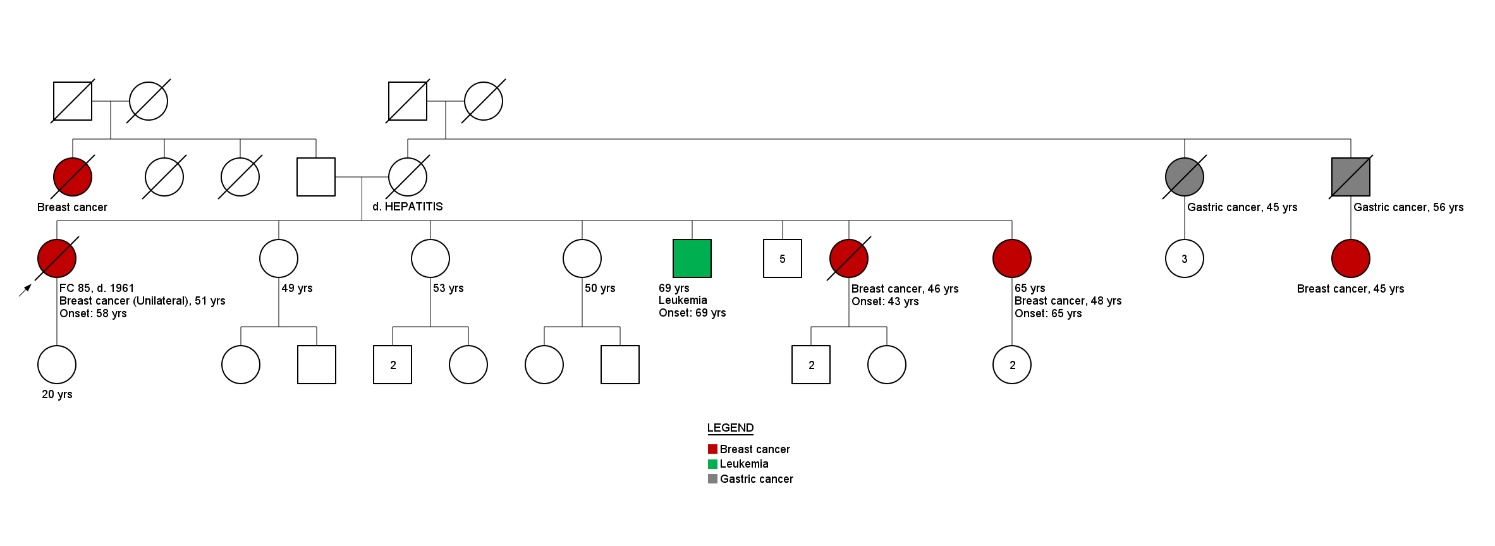 Breast cancer
d. HEPATITIS
Gastric cancer, 45 yrs
Gastric cancer, 56 yrs
5
3
FC 85, d. 1961
Breast cancer (Unilateral), 51 yrs
Onset: 58 yrs
49 yrs
53 yrs
50 yrs
69 yrs
Leukemia
Onset: 69 yrs
Breast cancer, 46 yrs
Onset: 43 yrs
65 yrs
Breast cancer, 48 yrs
Onset: 65 yrs
Breast cancer, 45 yrs
2
2
2
20 yrs
LEGEND
Breast cancer
Leukemia
Gastric cancer